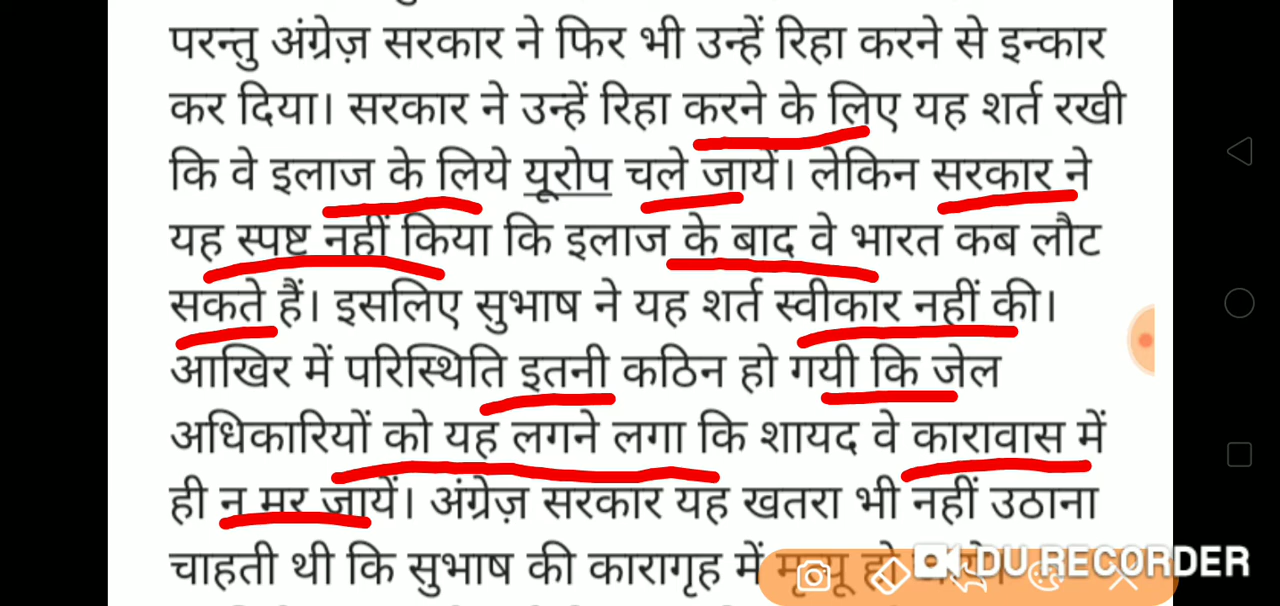 परन्तु अंग्रेज़ सरकार ने फिर भी उन्हें रिहा करने से इन्कार
कर दिया। सरकार ने उन्हें रिहा करने के लिए यह शर्त रखी
कि वे इलाज के लिये यूरोप चले जायें। लेकिन सरकार ने
यह स्पष्ट नहीं किया कि इलाज के बाद वे भारत कब लौट
सकते हैं। इसलिए सुभाष ने यह शर्त स्वीकार नहीं की।
आखिर में परिस्थिति इतनी कठिन हो गयी कि जेल
अधिकारियों को यह लगने लगा कि शायद वे कारावास में
ही न मर जायें। अंग्रेज़ सरकार यह खतरा भी नहीं उठाना
चाहती थी कि सुभाष की कारागृह में मृत्यू हो
DU RECORDER